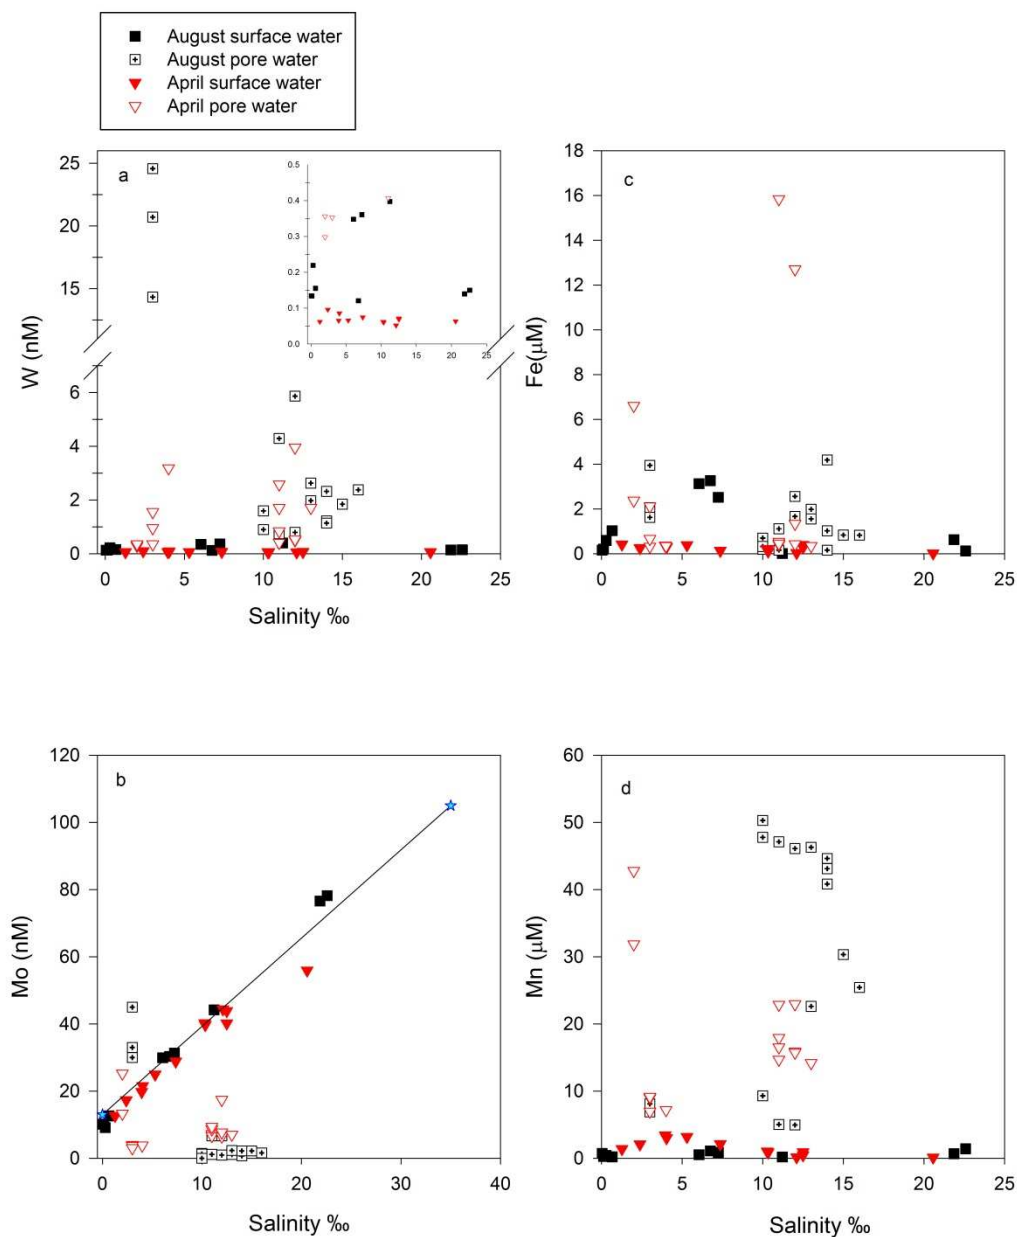 August surface water
August pore water
April surface water
April pore water
a
W (nM)
25
20
15
6
4
2
0
0 5 10 15 20 25
Salinity ‰
0.5
0.4
0.3
0.2
0.1
0.0
0 5 10 15 20 25
c
Fe(μM)
18
16
14
12
10
8
6
4
2
0
0 5 10 15 20 25
b
Mo (nM)
120
100
80
60
40
20
0
0 10 20 30 40
Salinity ‰
d
Mn (μM)
60
50
40
30
20
10
0
0 5 10 15 20 25
Salinity ‰